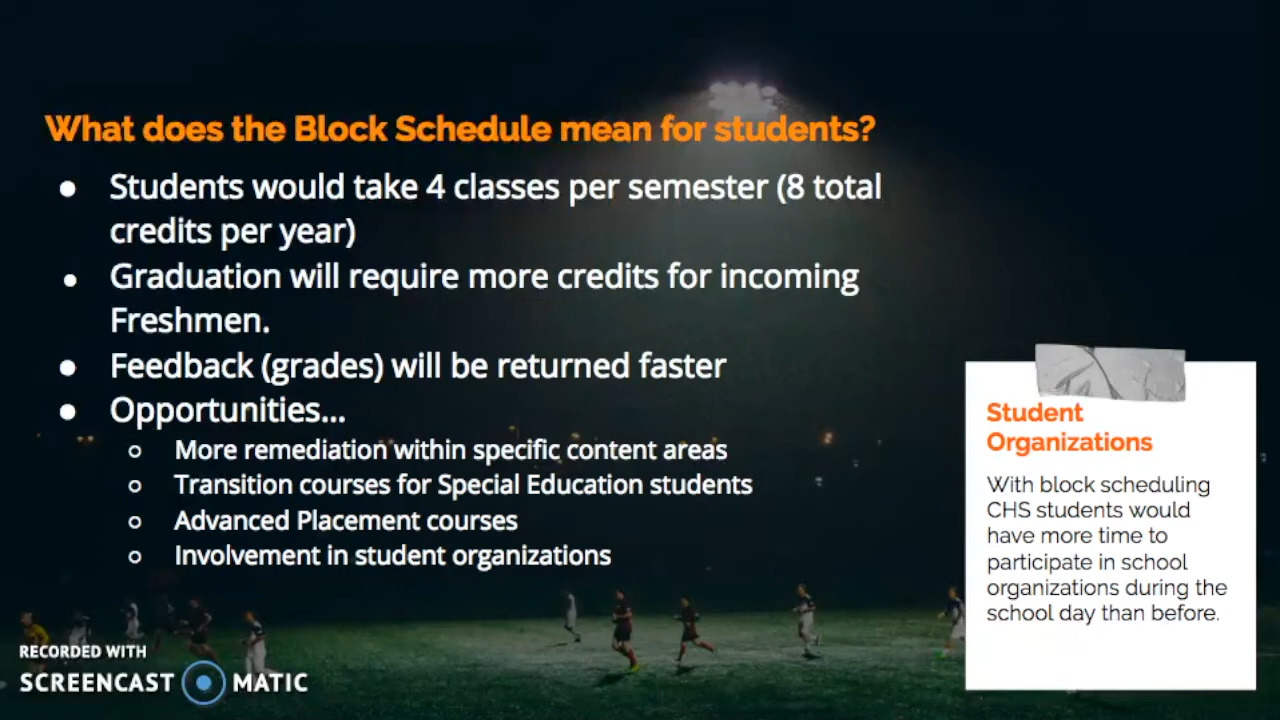 What does the Block Schedule mean for students?
● Students would take 4 classes per semester (8 total
credits per year)
● Graduation will require more credits for incoming
Freshmen.
● Feedback (grades) will be returned faster
● Opportunities...
○ More remediation within specific content areas
○ Transition courses for Special Education students
○ Advanced Placement courses
○ Involvement in student organizations
Student
Organizations
With block scheduling
CHS students would
have more time to
participate in school
organizations during the
school day than before.
RECORDED WITH
SCREENCAST MATIC